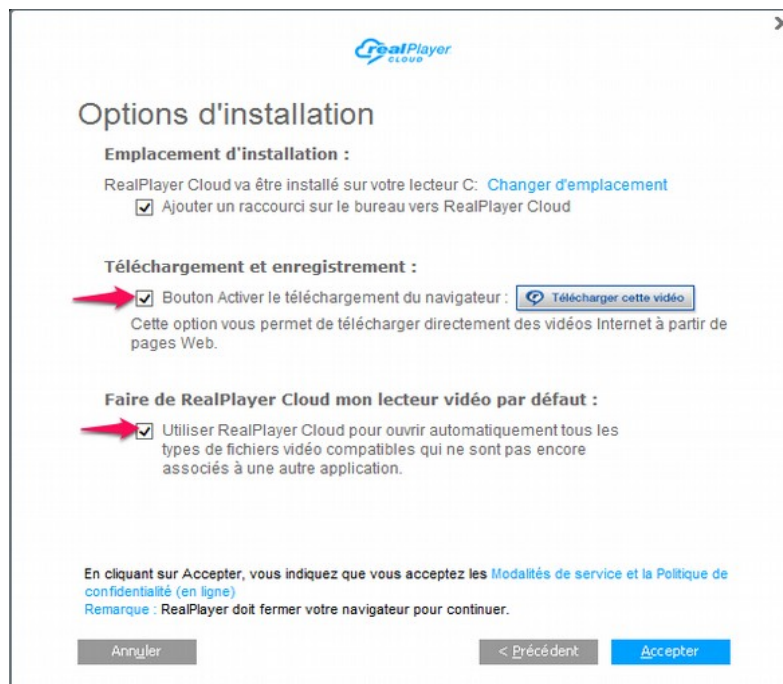 realPlayer
CLOUD
Options d'installation
Emplacement d'installation :
RealPlayer Cloud va être installé sur votre lecteur C: Changer d'emplacement
Ajouter un raccourci sur le bureau vers RealPlayer Cloud
Téléchargement et enregistrement :
Bouton Activer le téléchargement du navigateur : Télécharger cette vidéo
Cette option vous permet de télécharger directement des vidéos Internet à partir de
pages Web.
Faire de RealPlayer Cloud mon lecteur vidéo par défaut :
Utiliser RealPlayer Cloud pour ouvrir automatiquement tous les
types de fichiers vidéo compatibles qui ne sont pas encore
associés à une autre application.
En cliquant sur Accepter, vous indiquez que vous acceptez les Modalités de service et la Politique de
confidentialité (en ligne)
Remarque : RealPlayer doit fermer votre navigateur pour continuer.
Annuler < Précédent Accepter